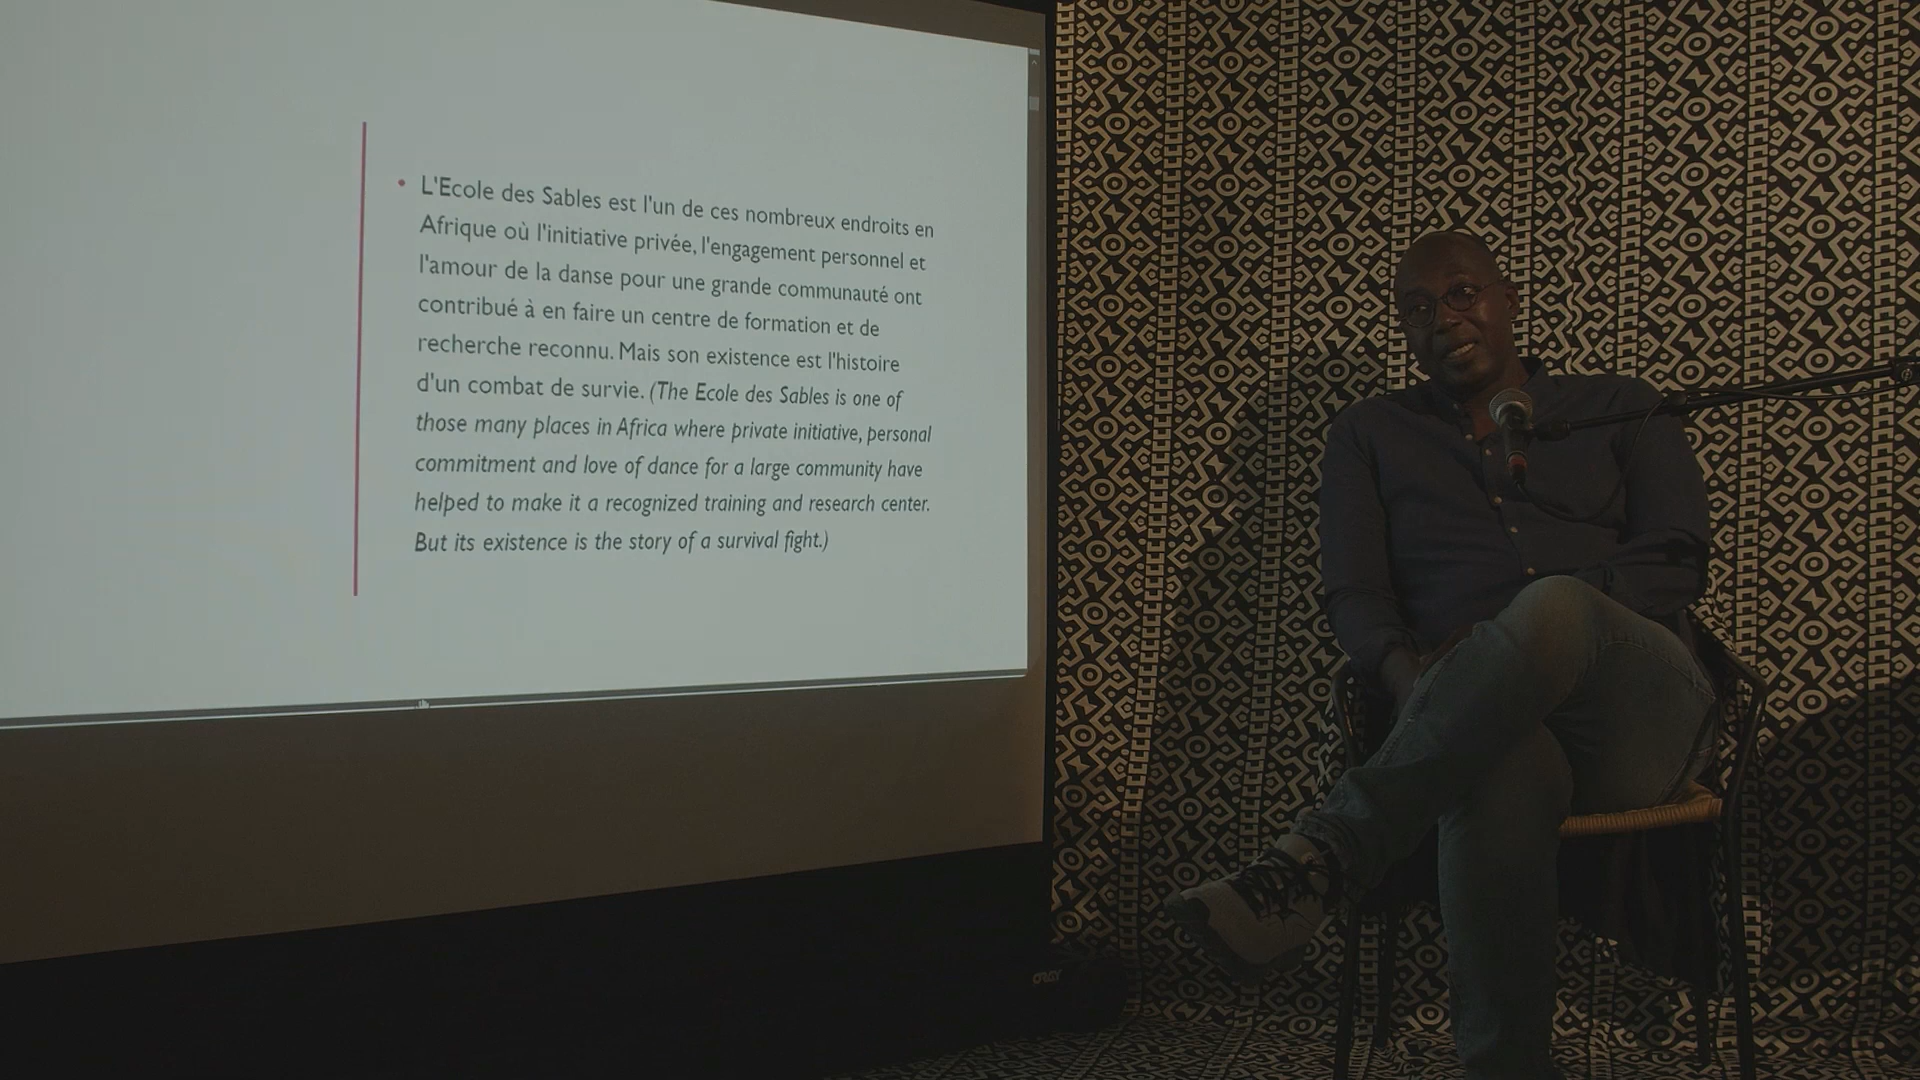 • L'Ecole des Sables est l'un de ces nombreux endroits en
Afrique où l'initiative privée, l'engagement personnel et
l'amour de la danse pour une grande communauté ont
contribué à en faire un centre de formation et de
recherche reconnu. Mais son existence est l'histoire
d'un combat de survie. (The Ecole des Sables is one of
those many places in Africa where private initiative, personal
commitment and love of dance for a large community have
helped to make it a recognized training and research center.
But its existence is the story of a survival fight.)
ORAY